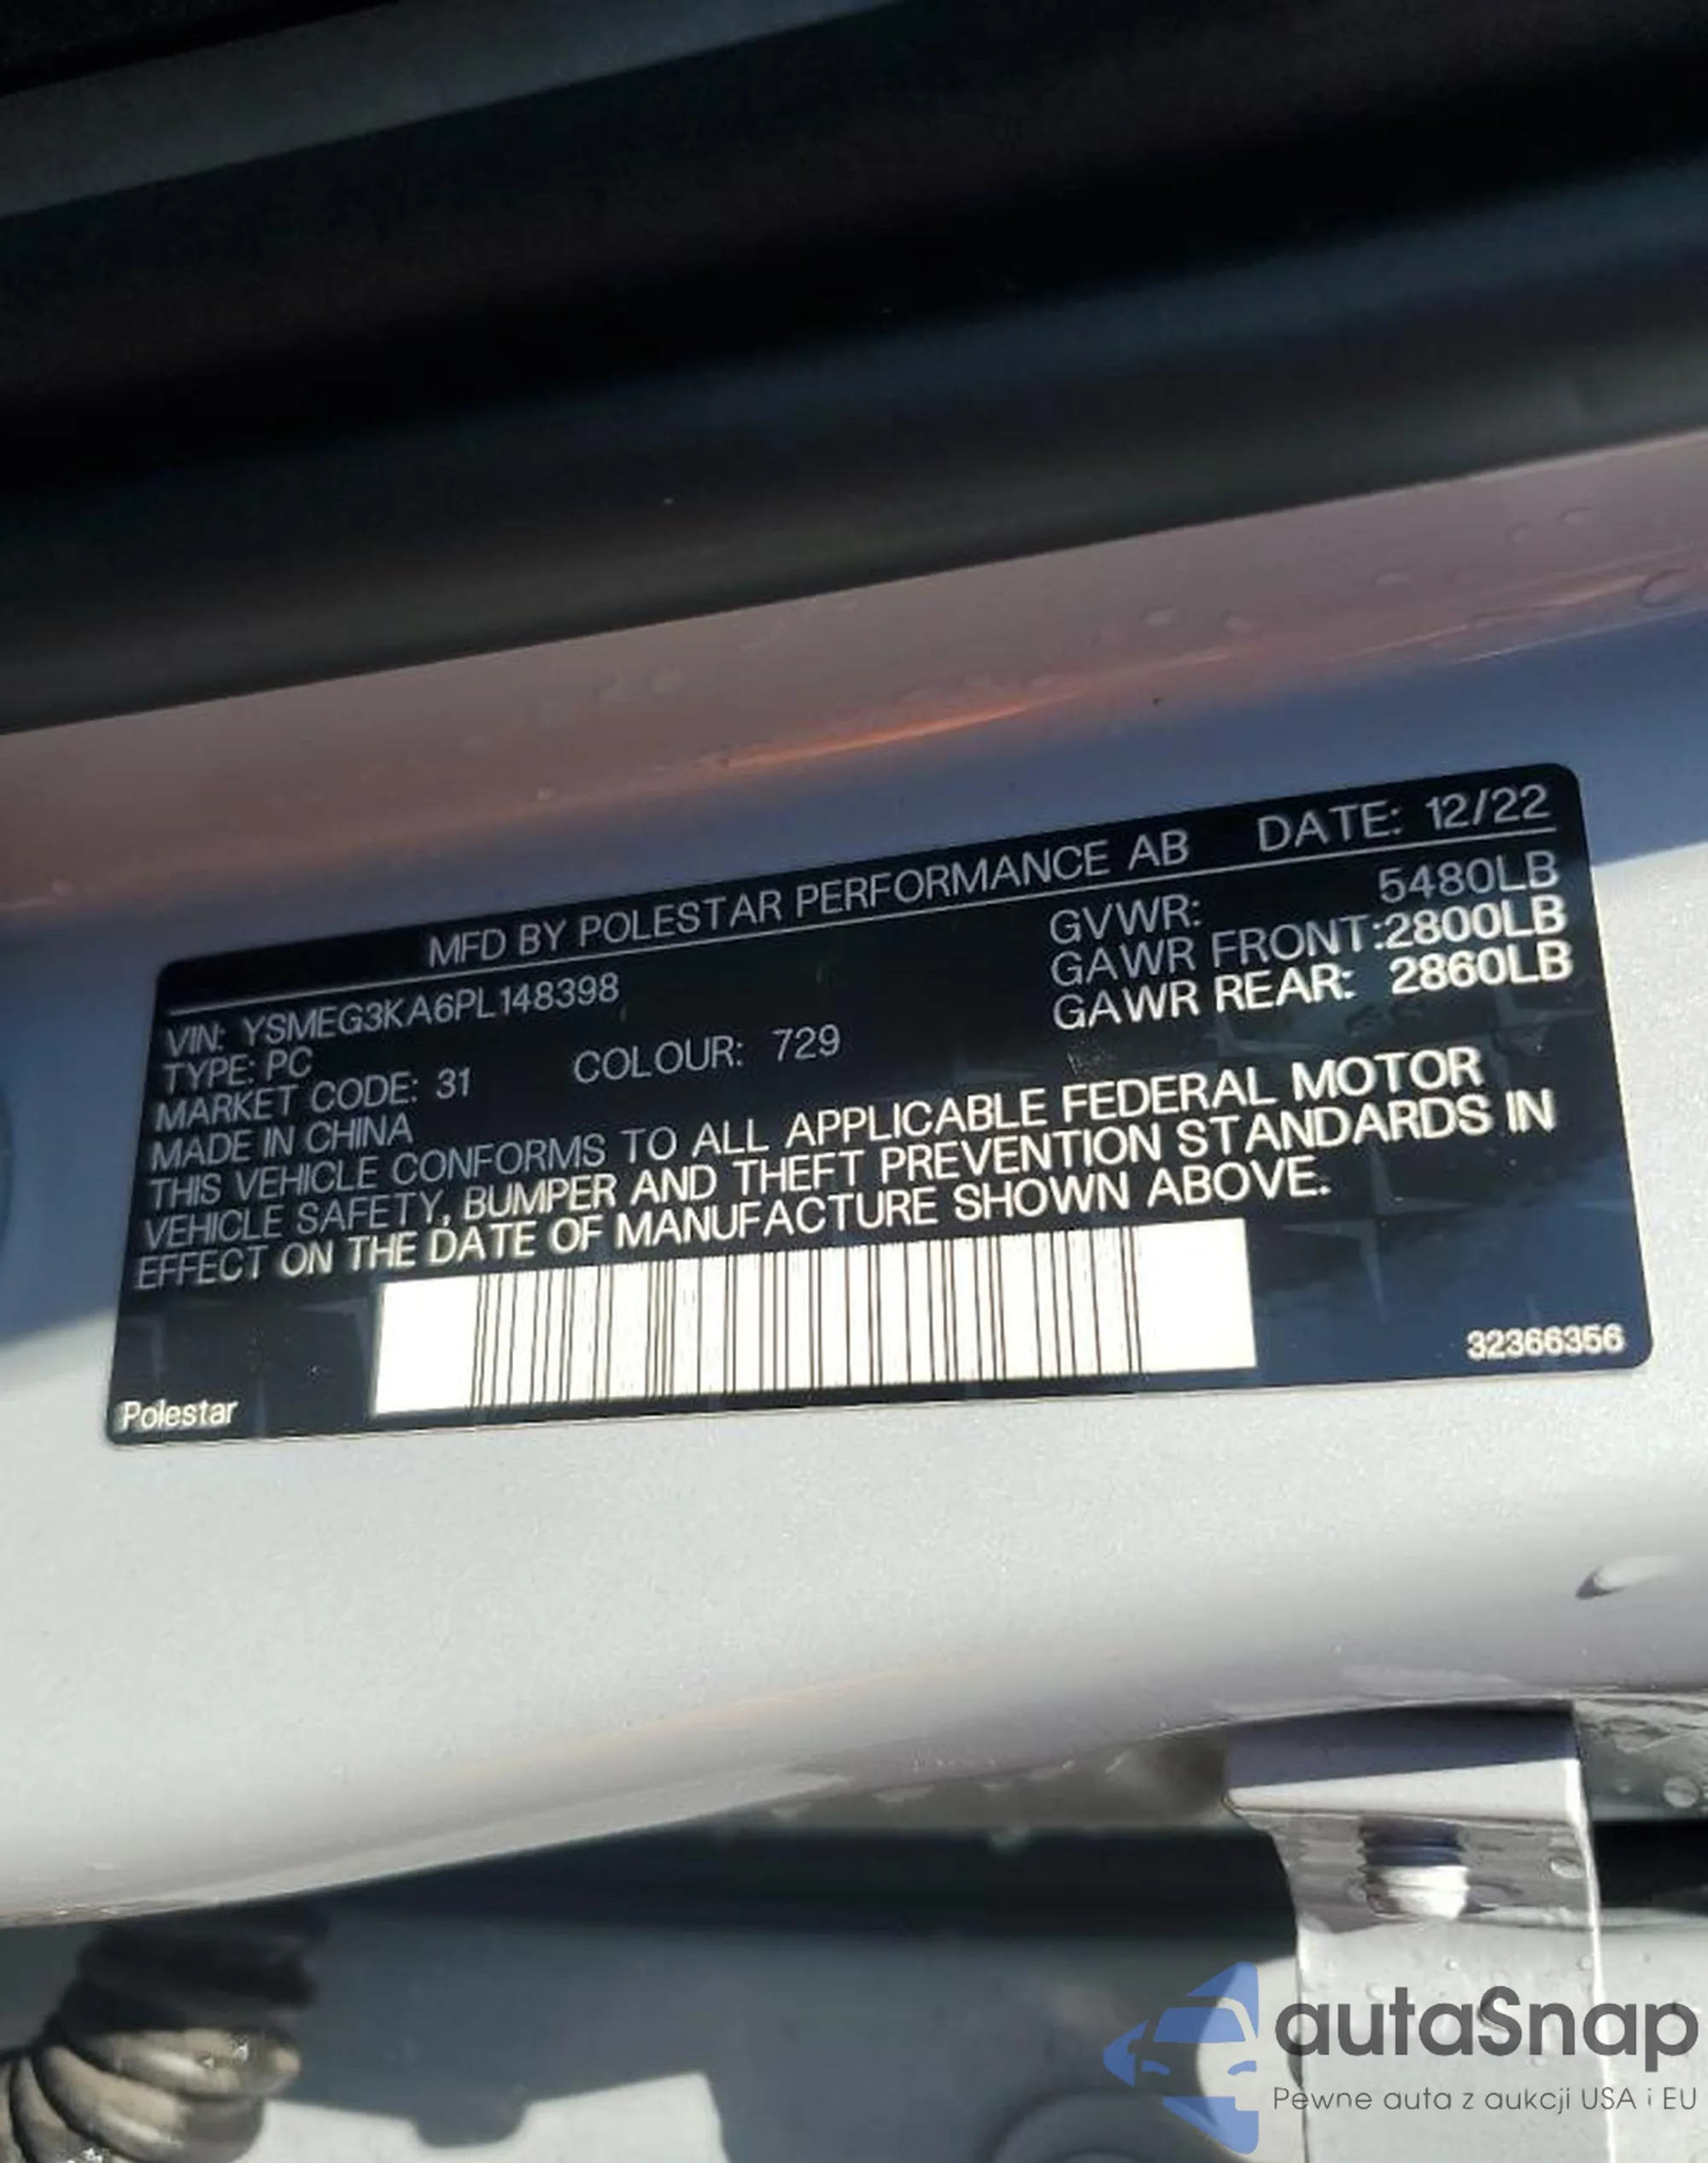 MFD BY POLESTAR PERFORMANCE AB DATE: 12/22
VIN: YSMEG3KA6PL148398
GVWR: 5480LB
TYPE: PC
GAWR FRONT:2800LB
MARKET CODE: 31 COLOUR: 729
GAWR REAR: 2860LB
MADE IN CHINA
THIS VEHICLE CONFORMS TO ALL APPLICABLE FEDERAL MOTOR
VEHICLE SAFETY, BUMPER AND THEFT PREVENTION STANDARDS IN
EFFECT ON THE DATE OF MANUFACTURE SHOWN ABOVE.
Polestar
32366356
autaSnap
Pewne auta z aukcji USA i EU